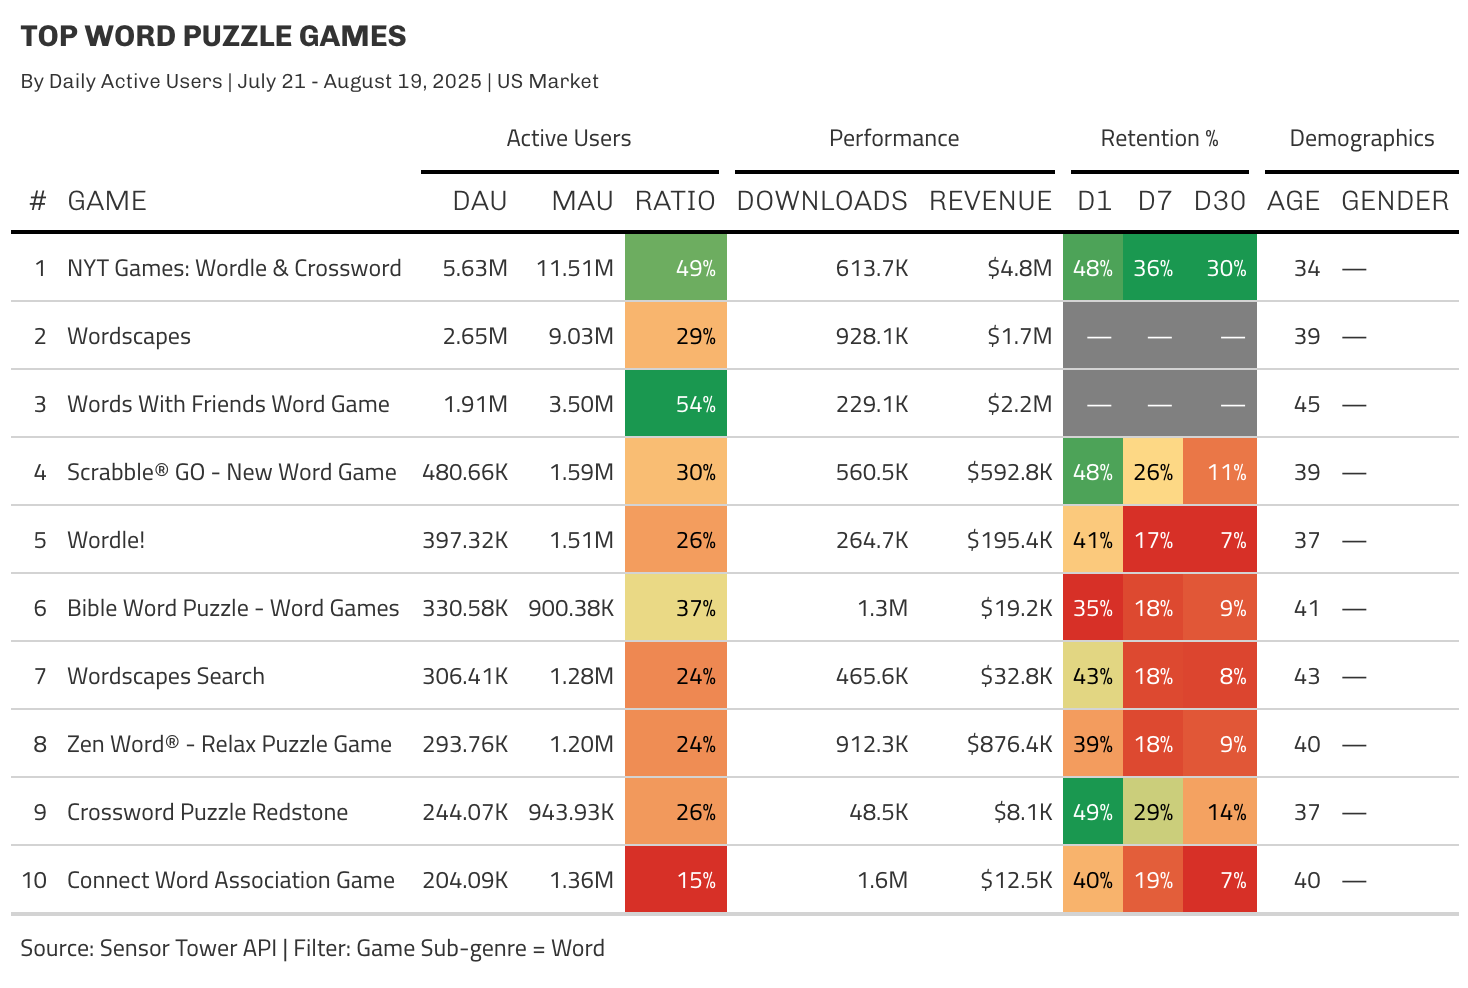 TOP WORD PUZZLE GAMES
By Daily Active Users | July 21 - August 19, 2025 | US Market
Active Users Performance Retention % Demographics
# GAME DAU MAU RATIO DOWNLOADS REVENUE D1 D7 D30 AGE GENDER
1 NYT Games: Wordle & Crossword 5.63M 11.51M 49% 613.7K $4.8M 48% 36% 30% 34 —
2 Wordscapes 2.65M 9.03M 29% 928.1K $1.7M — — — 39 —
3 Words With Friends Word Game 1.91M 3.50M 54% 229.1K $2.2M — — — 45 —
4 Scrabble® GO - New Word Game 480.66K 1.59M 30% 560.5K $592.8K 48% 26% 11% 39 —
5 Wordle! 397.32K 1.51M 26% 264.7K $195.4K 41% 17% 7% 37 —
6 Bible Word Puzzle - Word Games 330.58K 900.38K 37% 1.3M $19.2K 35% 18% 9% 41 —
7 Wordscapes Search 306.41K 1.28M 24% 465.6K $32.8K 43% 18% 8% 43 —
8 Zen Word® - Relax Puzzle Game 293.76K 1.20M 24% 912.3K $876.4K 39% 18% 9% 40 —
9 Crossword Puzzle Redstone 244.07K 943.93K 26% 48.5K $8.1K 49% 29% 14% 37 —
10 Connect Word Association Game 204.09K 1.36M 15% 1.6M $12.5K 40% 19% 7% 40 —
Source: Sensor Tower API | Filter: Game Sub-genre = Word